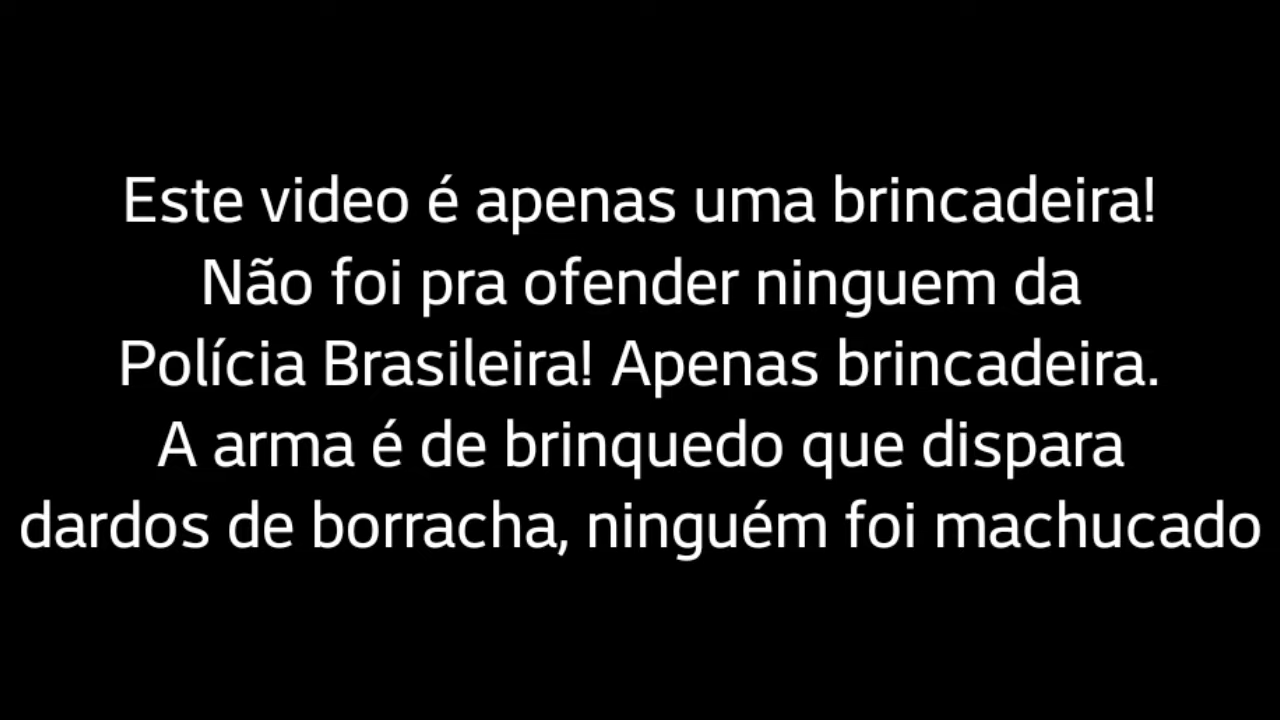 Este video é apenas uma brincadeira!
Não foi pra ofender ninguem da
Polícia Brasileira! Apenas brincadeira.
A arma é de brinquedo que dispara
dardos de borracha, ninguém foi machucado